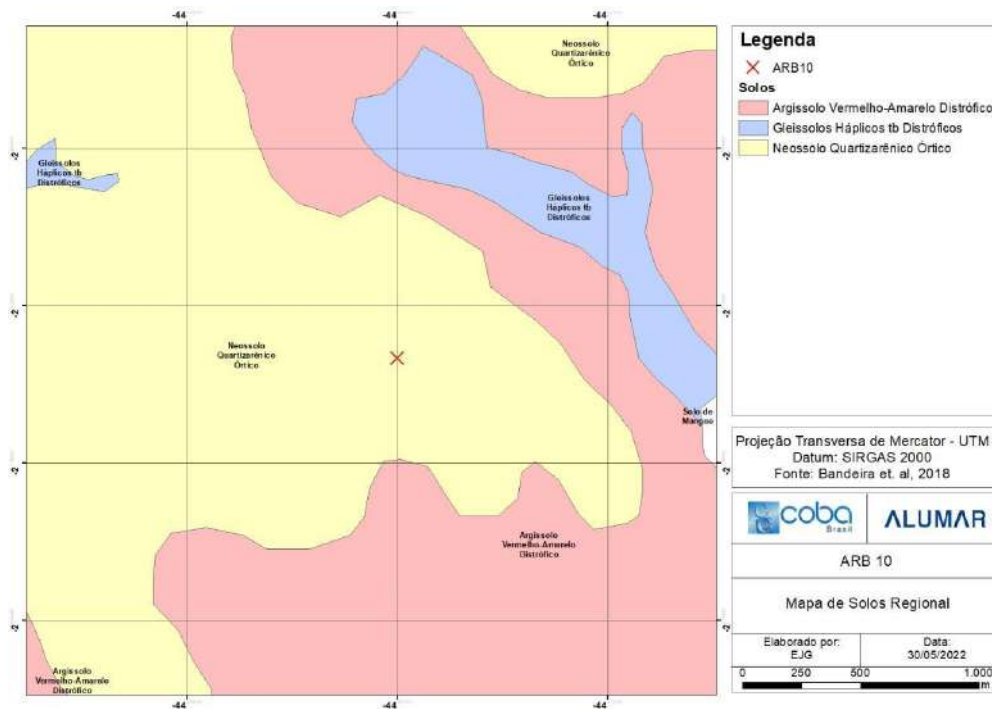 -44
-44
-44
Neossolo
Quartizarênico
Órtico
-2
-2
Gleissolos
Háplicos tb
Distróficos
Gleissolos
Háplicos tb
Distróficos
-2
-2
Neossolo
Quartizarênico
Órtico
Solo de
Mangue
-2
-2
Argissolo
Vermelho-Amarelo
Distrófico
-2
-2
Argissolo
Vermelho-Amarelo
Distrófico
-44
-44
-44
Legenda
ARB10
Solos
Argissolo Vermelho-Amarelo Distrófico
Gleissolos Háplicos tb Distróficos
Neossolo Quartizarênico Órtico
Projeção Transversa de Mercator - UTM
Datum: SIRGAS 2000
Fonte: Bandeira et. al, 2018
coba
Brasil
ALUMAR
ARB 10
Mapa de Solos Regional
Elaborado por:
EJG
Data:
30/05/2022
0 250 500 1.000
m